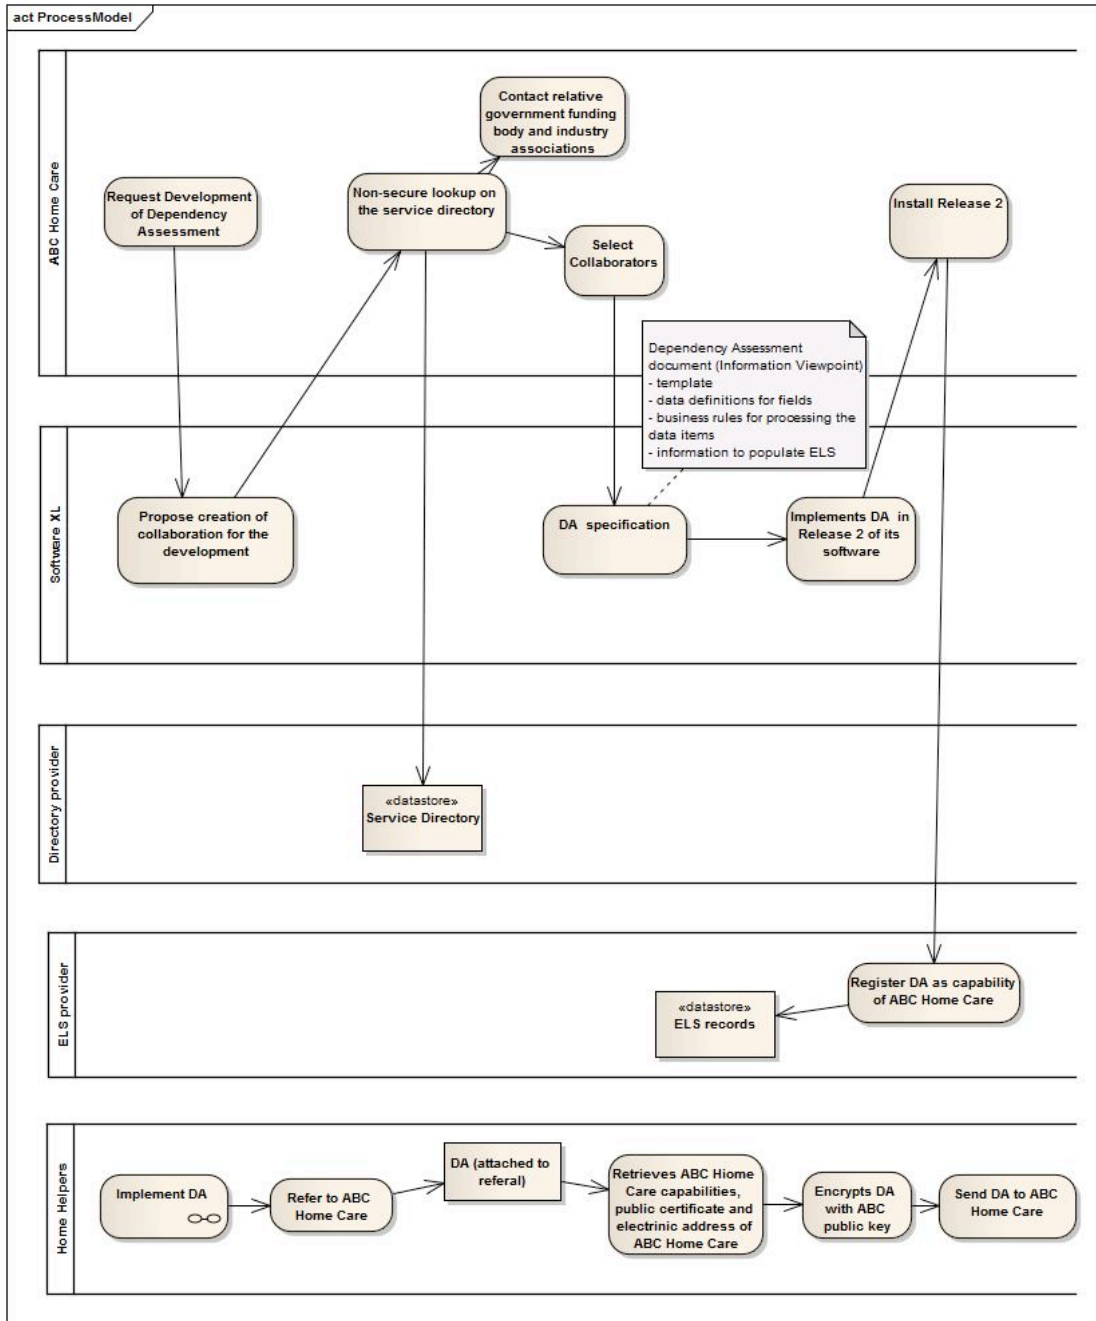 act ProcessModel
ABC Home Care
Contact relative
government funding
body and industry
associations
Request Development
of Dependency
Assessment
Non-secure lookup on
the service directory
Select
Collaborators
Install Release 2
Dependency Assessment
document (Information Viewpoint)
- template
- data definitions for fields
- business rules for processing the
data items
- information to populate ELS
Software XL
Propose creation of
collaboration for the
development
DA specification
Implements DA in
Release 2 of its
software
Directory provider
«datastore»
Service Directory
ELS provider
«datastore»
ELS records
Register DA as capability
of ABC Home Care
Home Helpers
Implement DA
Refer to ABC
Home Care
DA (attached to
referal)
Retrieves ABC Hiome
Care capabilities,
public certificate and
electrinic address of
ABC Home Care
Encrypts DA
with ABC
public key
Send DA to ABC
Home Care